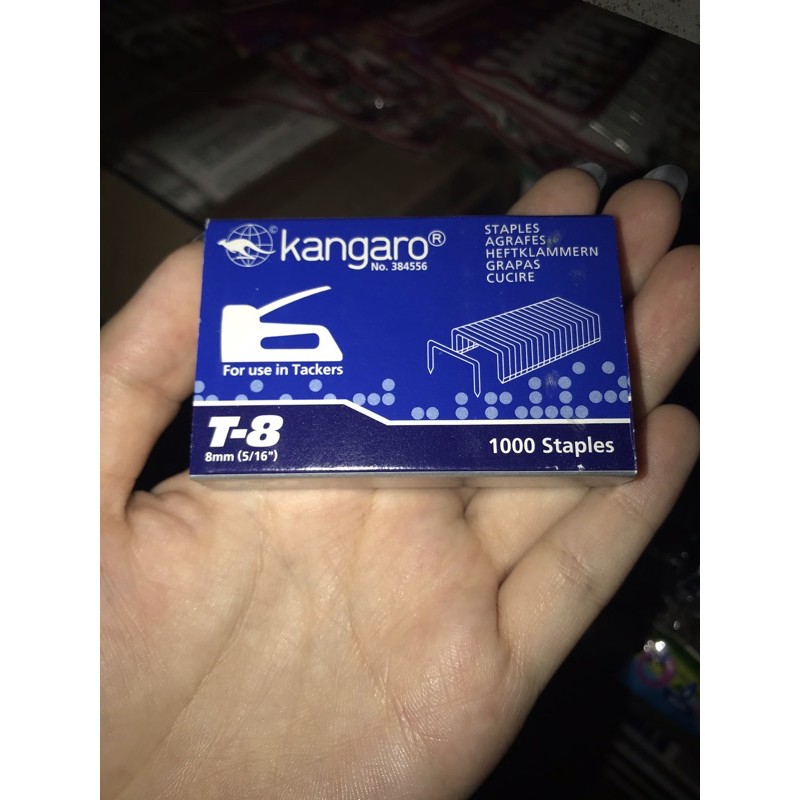 © kangaro®
No. 384556
STAPLES
AGRAFES
HEFTKLAMMERN
GRAPAS
CUCIRE
For use in Tackers
T-8
8mm (5/16")
1000 Staples